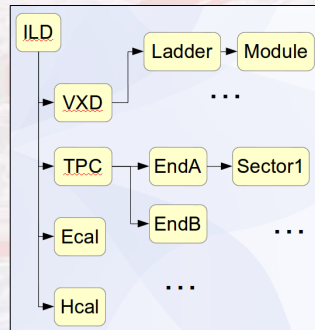 ILD
Ladder
Module
VXD
...
TPC
EndA
Sector1
EndB
...
Ecal
...
Hcal